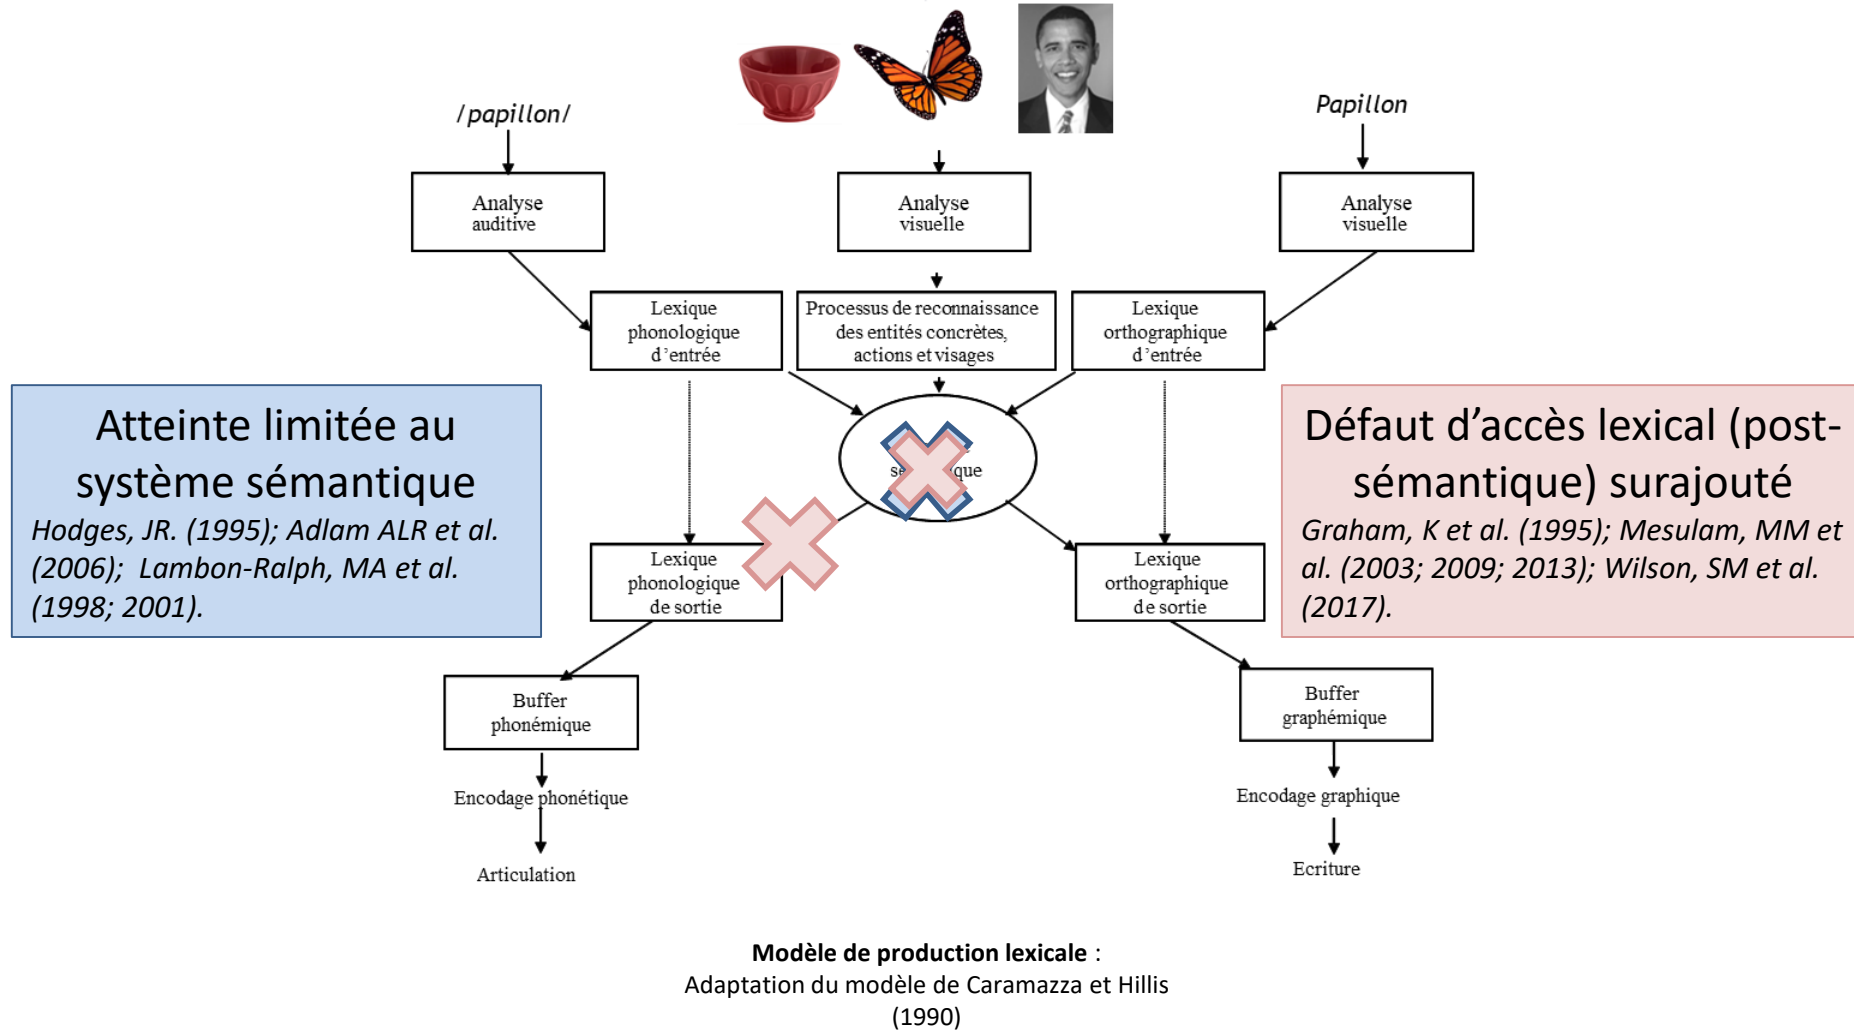 /papillon/
Papillon
Analyse
auditive
Analyse
visuelle
Analyse
visuelle
Lexique
phonologique
d'entrée
Processus de reconnaissance
des entités concrètes,
actions et visages
Lexique
orthographique
d'entrée
Atteinte limitée au
système sémantique
Hodges, JR. (1995); Adlam ALR et al.
(2006); Lambon-Ralph, MA et al.
(1998; 2001).
Défaut d'accès lexical (post-
sémantique) surajouté
Graham, K et al. (1995); Mesulam, MM et
al. (2003; 2009; 2013); Wilson, SM et al.
(2017).
Lexique
phonologique
de sortie
Lexique
orthographique
de sortie
Buffer
phonémique
Buffer
graphémique
Encodage phonétique
Encodage graphique
Articulation
Ecriture
Modèle de production lexicale :
Adaptation du modèle de Caramazza et Hillis
(1990)